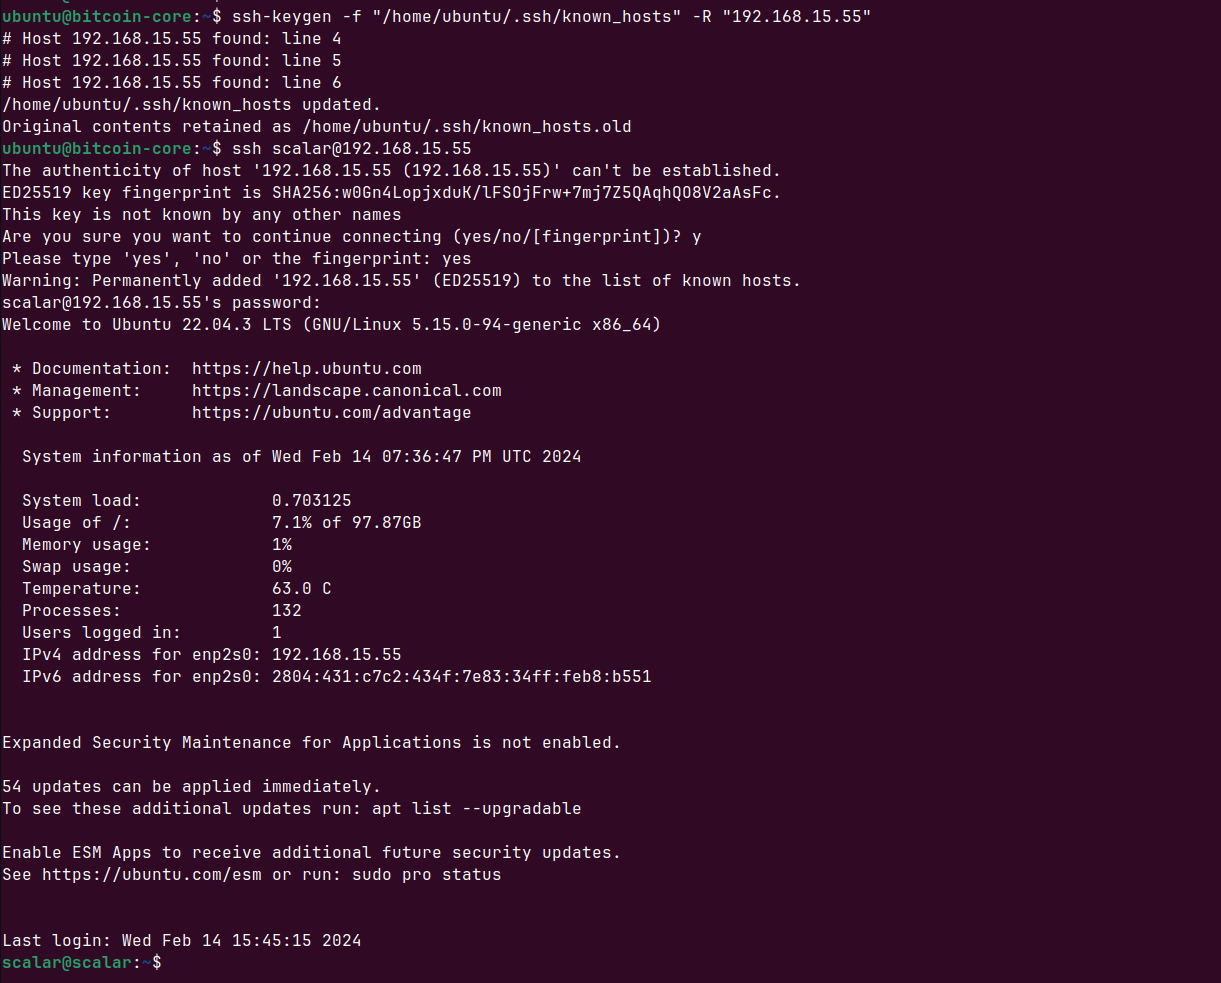 ubuntu@bitcoin-core:~$ ssh-keygen -f "/home/ubuntu/.ssh/known_hosts" -R "192.168.15.55"
# Host 192.168.15.55 found: line 4
# Host 192.168.15.55 found: line 5
# Host 192.168.15.55 found: line 6
/home/ubuntu/.ssh/known_hosts updated.
Original contents retained as /home/ubuntu/.ssh/known_hosts.old
ubuntu@bitcoin-core:~$ ssh scalar@192.168.15.55
The authenticity of host '192.168.15.55 (192.168.15.55)' can't be established.
ED25519 key fingerprint is SHA256:w0Gn4LopjxduK/lFSOjFrw+7mj7Z5QAqhQO8V2aAsFc.
This key is not known by any other names
Are you sure you want to continue connecting (yes/no/[fingerprint])? y
Please type 'yes', 'no' or the fingerprint: yes
Warning: Permanently added '192.168.15.55' (ED25519) to the list of known hosts.
scalar@192.168.15.55's password:
Welcome to Ubuntu 22.04.3 LTS (GNU/Linux 5.15.0-94-generic x86_64)
* Documentation:  https://help.ubuntu.com
* Management:     https://landscape.canonical.com
* Support:        https://ubuntu.com/advantage
System information as of Wed Feb 14 07:36:47 PM UTC 2024
System load:             0.703125
Usage of /:              7.1% of 97.87GB
Memory usage:            1%
Swap usage:              0%
Temperature:             63.0 C
Processes:               132
Users logged in:         1
IPv4 address for enp2s0: 192.168.15.55
IPv6 address for enp2s0: 2804:431:c7c2:434f:7e83:34ff:feb8:b551
Expanded Security Maintenance for Applications is not enabled.
54 updates can be applied immediately.
To see these additional updates run: apt list --upgradable
Enable ESM Apps to receive additional future security updates.
See https://ubuntu.com/esm or run: sudo pro status
Last login: Wed Feb 14 15:45:15 2024
scalar@scalar:~$